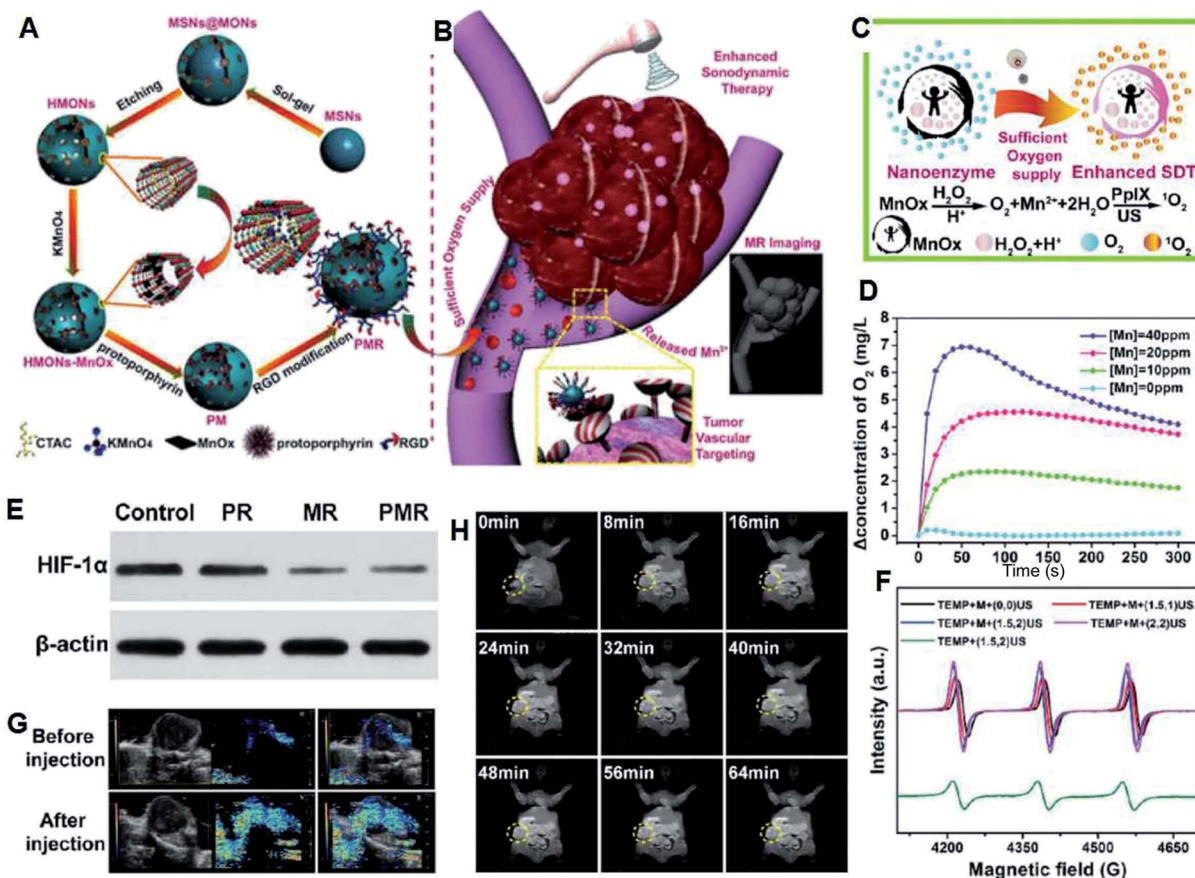 A
MSNs@MONs
Etching
Sol-gel
HMONs
MSNs
KMnO₄
HMONs-MnOx
protoporphyrin
PM
RGD modification
PMR
CTAC
KMnO₄
MnOx
protoporphyrin
RGD
B
Enhanced
Sonodynamic
Therapy
Sufficient Oxygen Supply
MR Imaging
Released Mn²⁺
Tumor
Vascular
Targeting
C
Sufficient
Oxygen
supply
Nanoenzyme
Enhanced SDT
MnOx H₂O₂ H⁺ O₂+Mn²⁺+2H₂O PpIX US ¹O₂
MnOx H₂O₂+H⁺ O₂ ¹O₂
D
Δconcentration of O₂ (mg/L)
8
7
6
5
4
3
2
1
0
[Mn]=40ppm
[Mn]=20ppm
[Mn]=10ppm
[Mn]=0ppm
0 50 100 150 200 250 300
Time (s)
E
Control PR MR PMR
HIF-1α
β-actin
F
TEMP+M+(0,0)US TEMP+M+(1.5,1)US
TEMP+M+(1.5,2)US TEMP+M+(2,2)US
TEMP+(1.5,2)US
Intensity (a.u.)
4200 4350 4500 4650
Magnetic field (G)
G
Before
injection
After
injection
H
0min 8min 16min
24min 32min 40min
48min 56min 64min